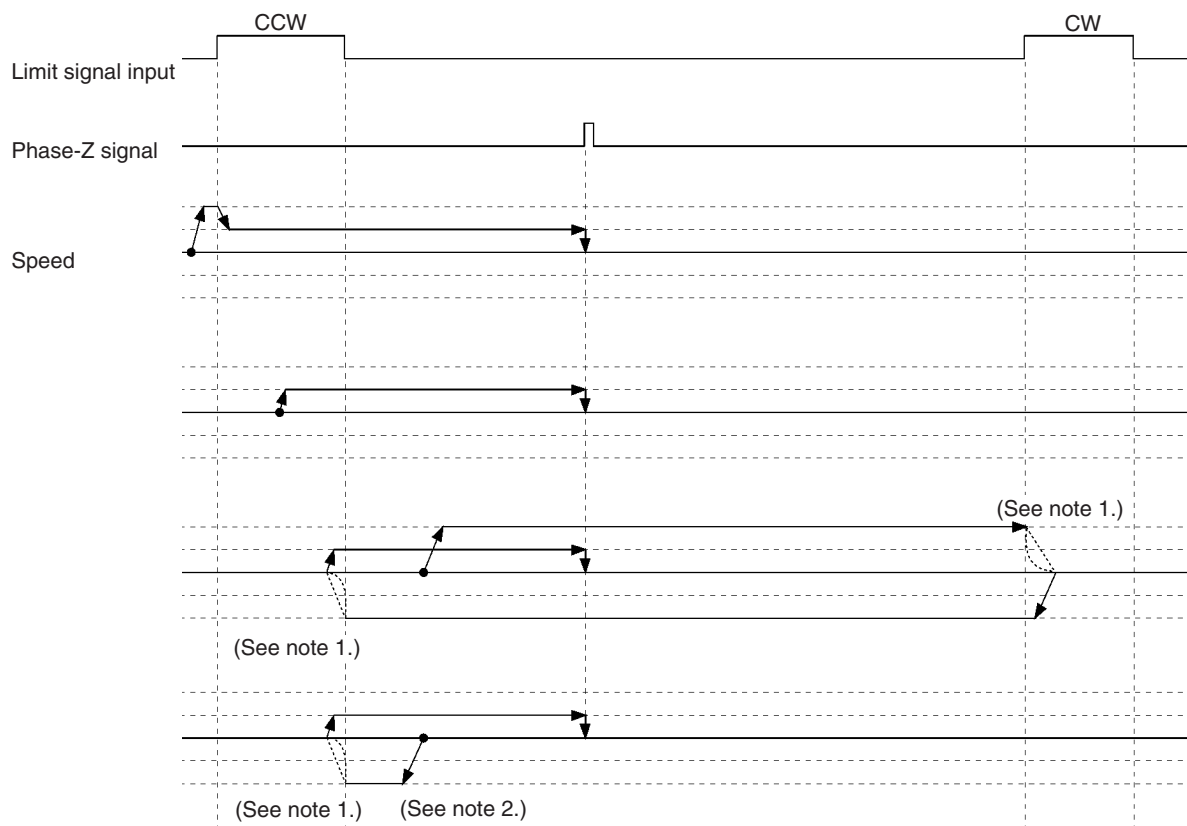 CCW
CW
Limit signal input
Phase-Z signal
Speed
(See note 1.)
(See note 1.)
(See note 1.) (See note 2.)